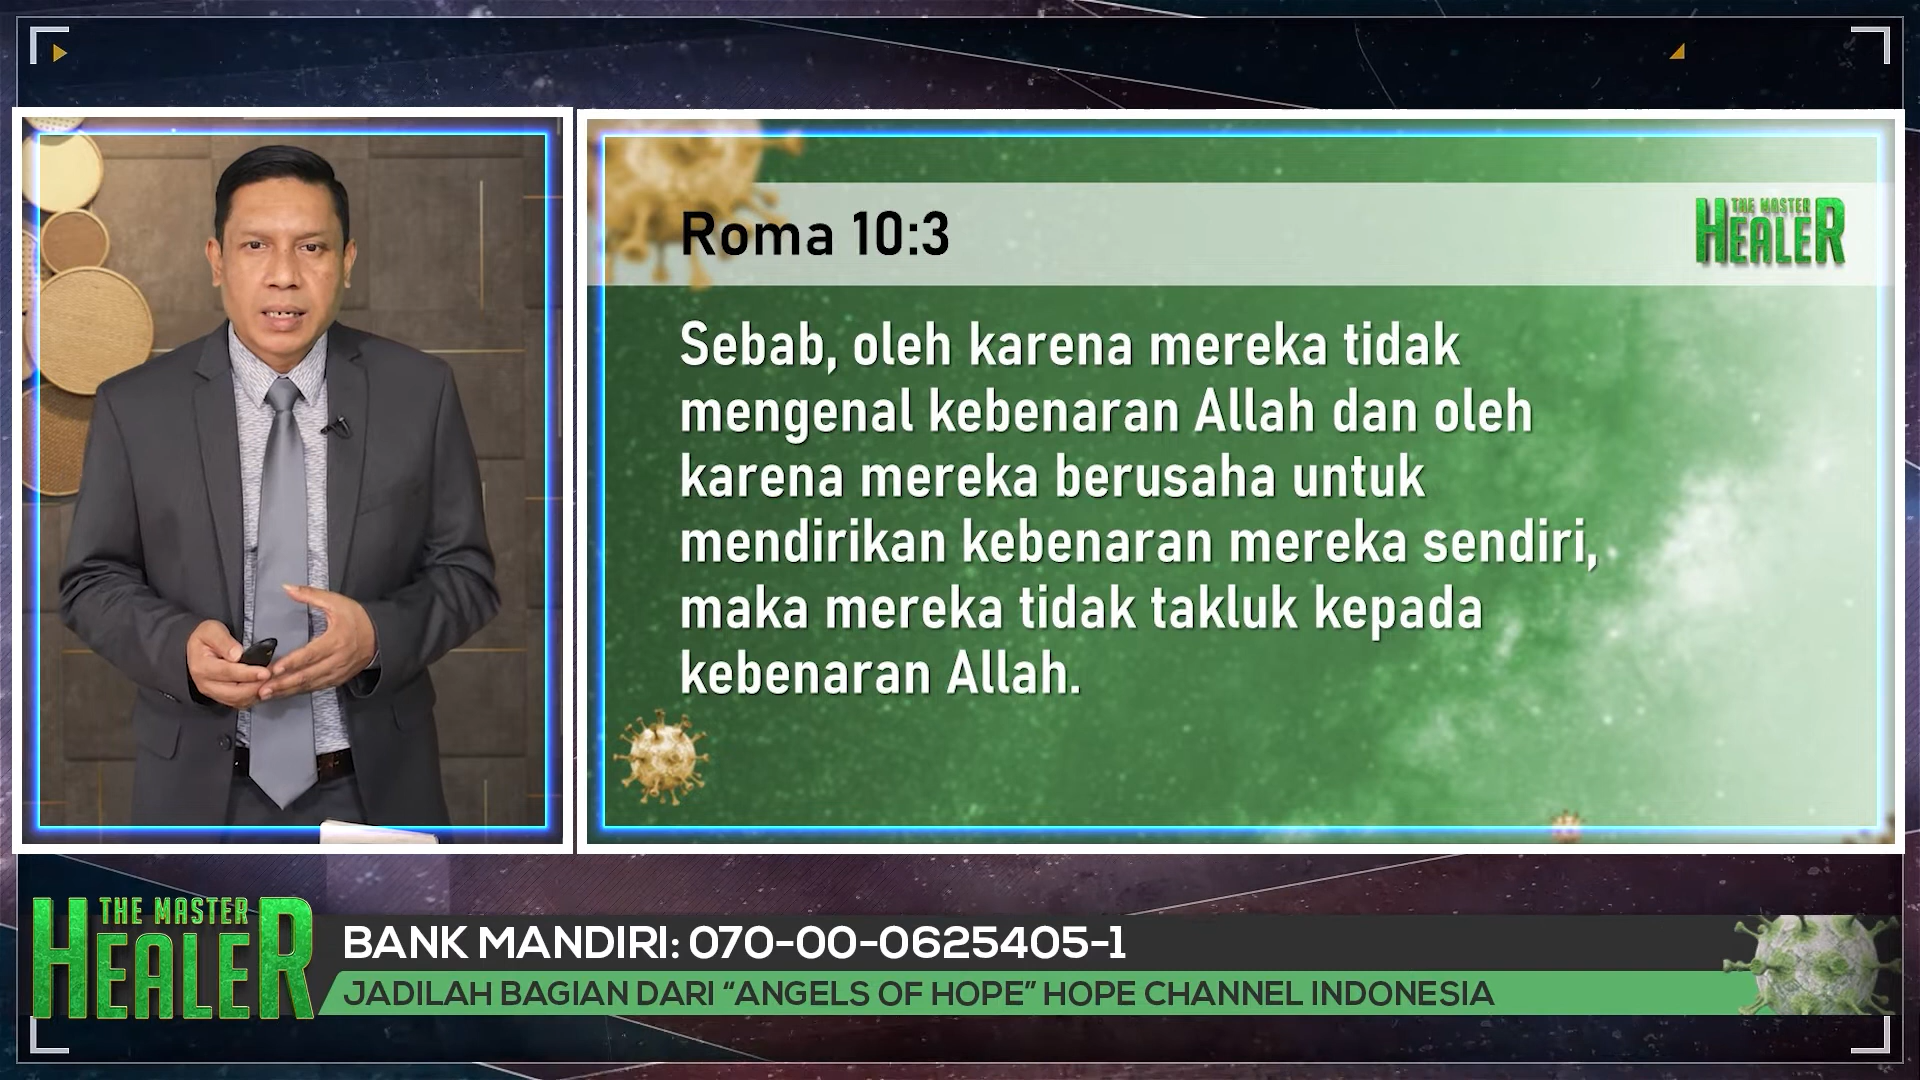 Roma 10:3
THE MASTER
HEALER
Sebab, oleh karena mereka tidak
mengenal kebenaran Allah dan oleh
karena mereka berusaha untuk
mendirikan kebenaran mereka sendiri,
maka mereka tidak takluk kepada
kebenaran Allah.
THE MASTER
HEALER
BANK MANDIRI: 070-00-0625405-1
JADILAH BAGIAN DARI “ANGELS OF HOPE” HOPE CHANNEL INDONESIA